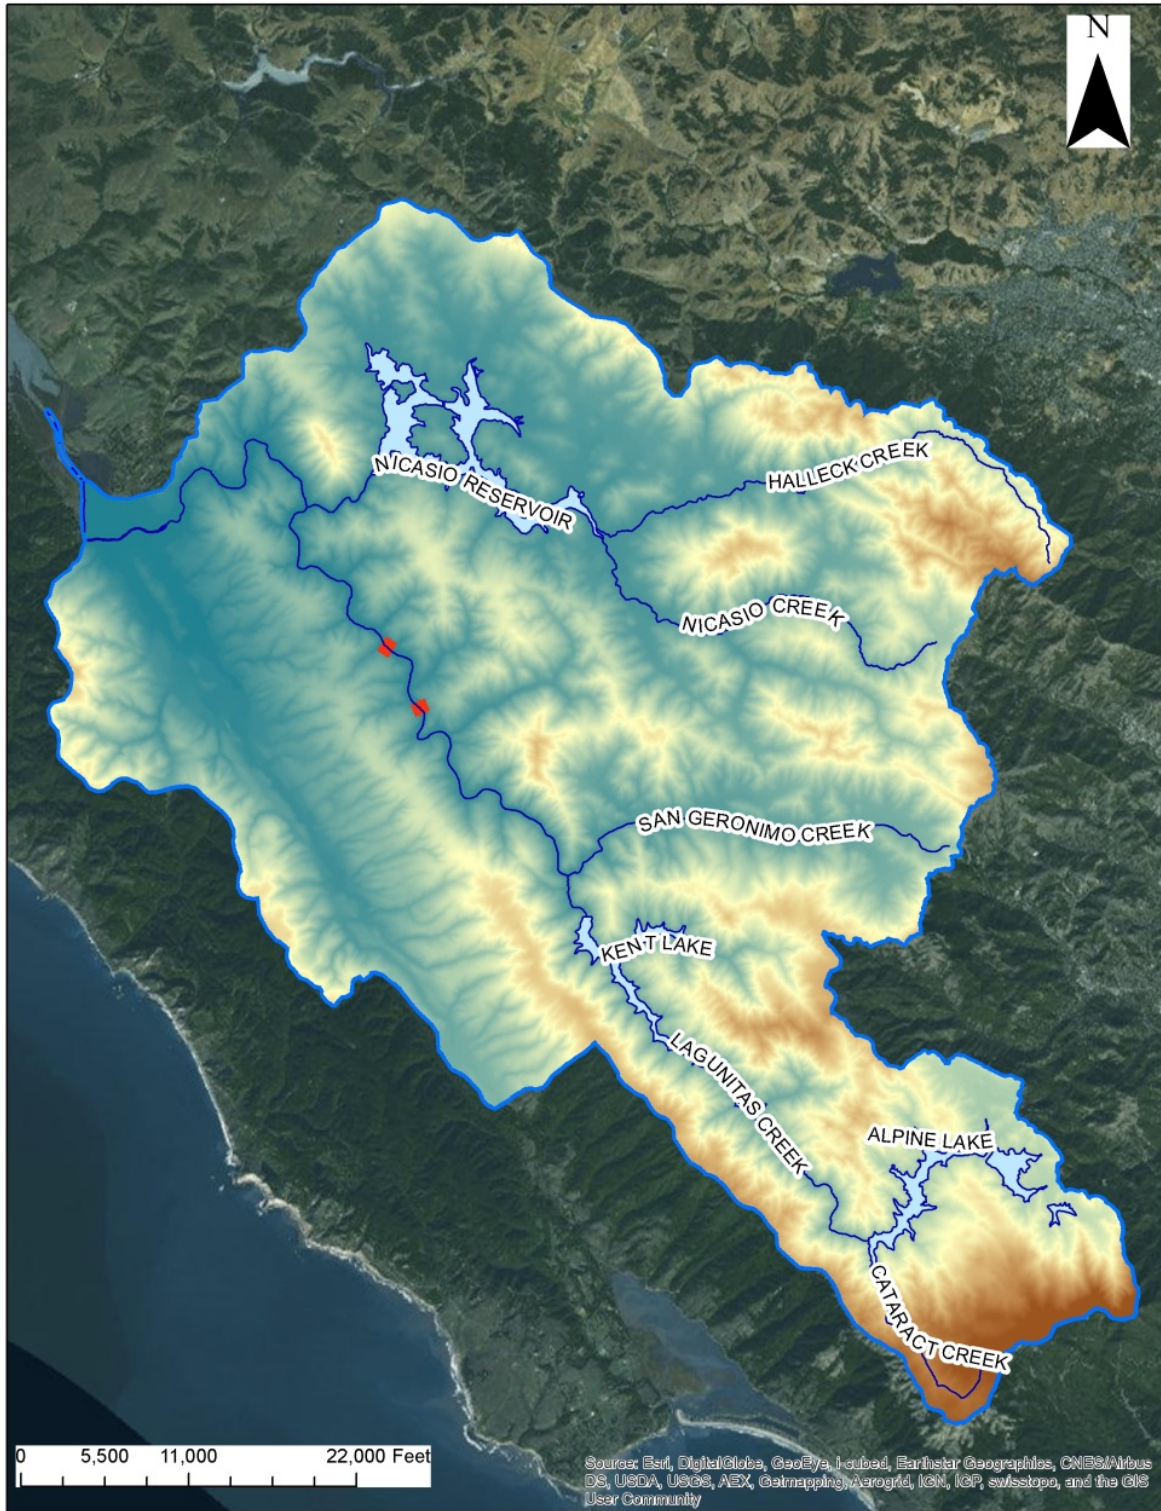 N
HALLECK CREEK
NICASIO RESERVOIR
NICASIO CREEK
SAN GERONIMO CREEK
KENT LAKE
LAGUNITAS CREEK
ALPINE LAKE
CATARACT CREEK
0 5,500 11,000 22,000 Feet
Source: Esri, DigitalGlobe, GeoEye, i-cubed, Earthstar Geographics, CNES/Airbus
DS, USDA, USGS, AEX, Getmapping, Aerogrid, IGN, IGP, swisstopo, and the GIS
User Community